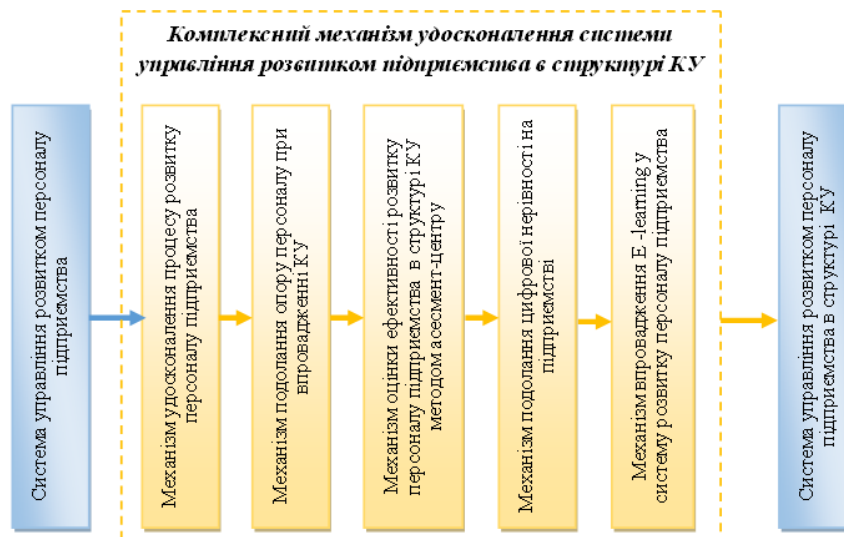 Комплексний механізм удосконалення системи
управління розвитком підприємства в структурі КУ
Система управління розвитком персоналу
підприємства
Механізм удосконалення процесу розвитку
персоналу підприємства
Механізм подолання опору персоналу при
впровадженні КУ
Механізм оцінки ефективності розвитку
персоналу підприємства в структурі КУ
методом асесмент-центру
Механізм подолання цифрової нерівності на
підприємстві
Механізм впровадження E -learning у
систему розвитку персоналу підприємства
Система управління розвитком персоналу
підприємства в структурі КУ